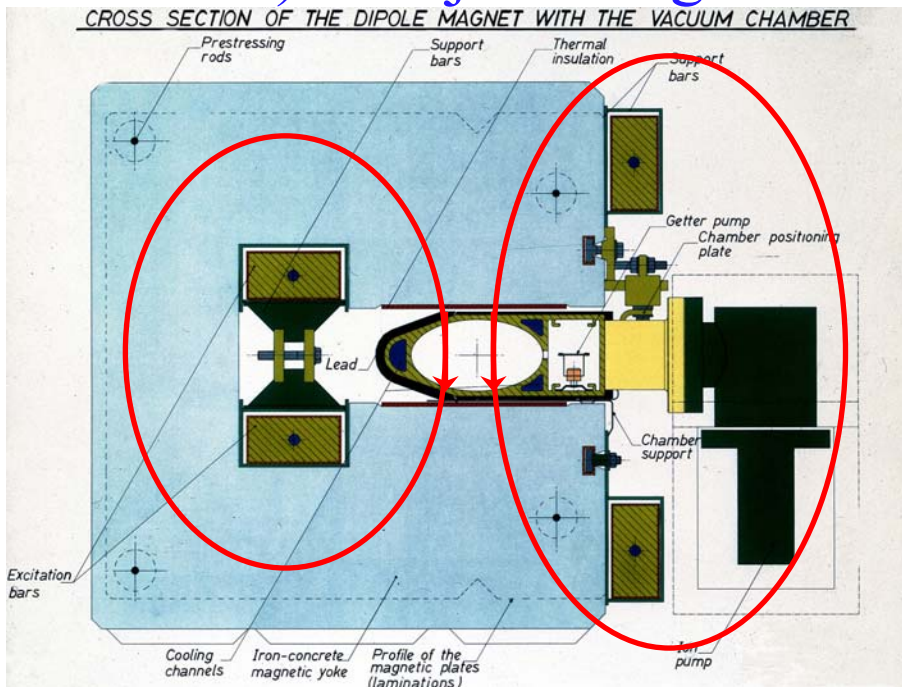 CROSS SECTION OF THE DIPOLE MAGNET WITH THE VACUUM CHAMBER
Prestressing
rods
Support
bars
Thermal
insulation
Support
bars
Getter pump
Chamber positioning
plate
Lead
Chamber
support
Excitation
bars
Cooling
channels
Iron-concrete
magnetic yoke
Profile of the
magnetic plates
(laminations)
Ion
pump